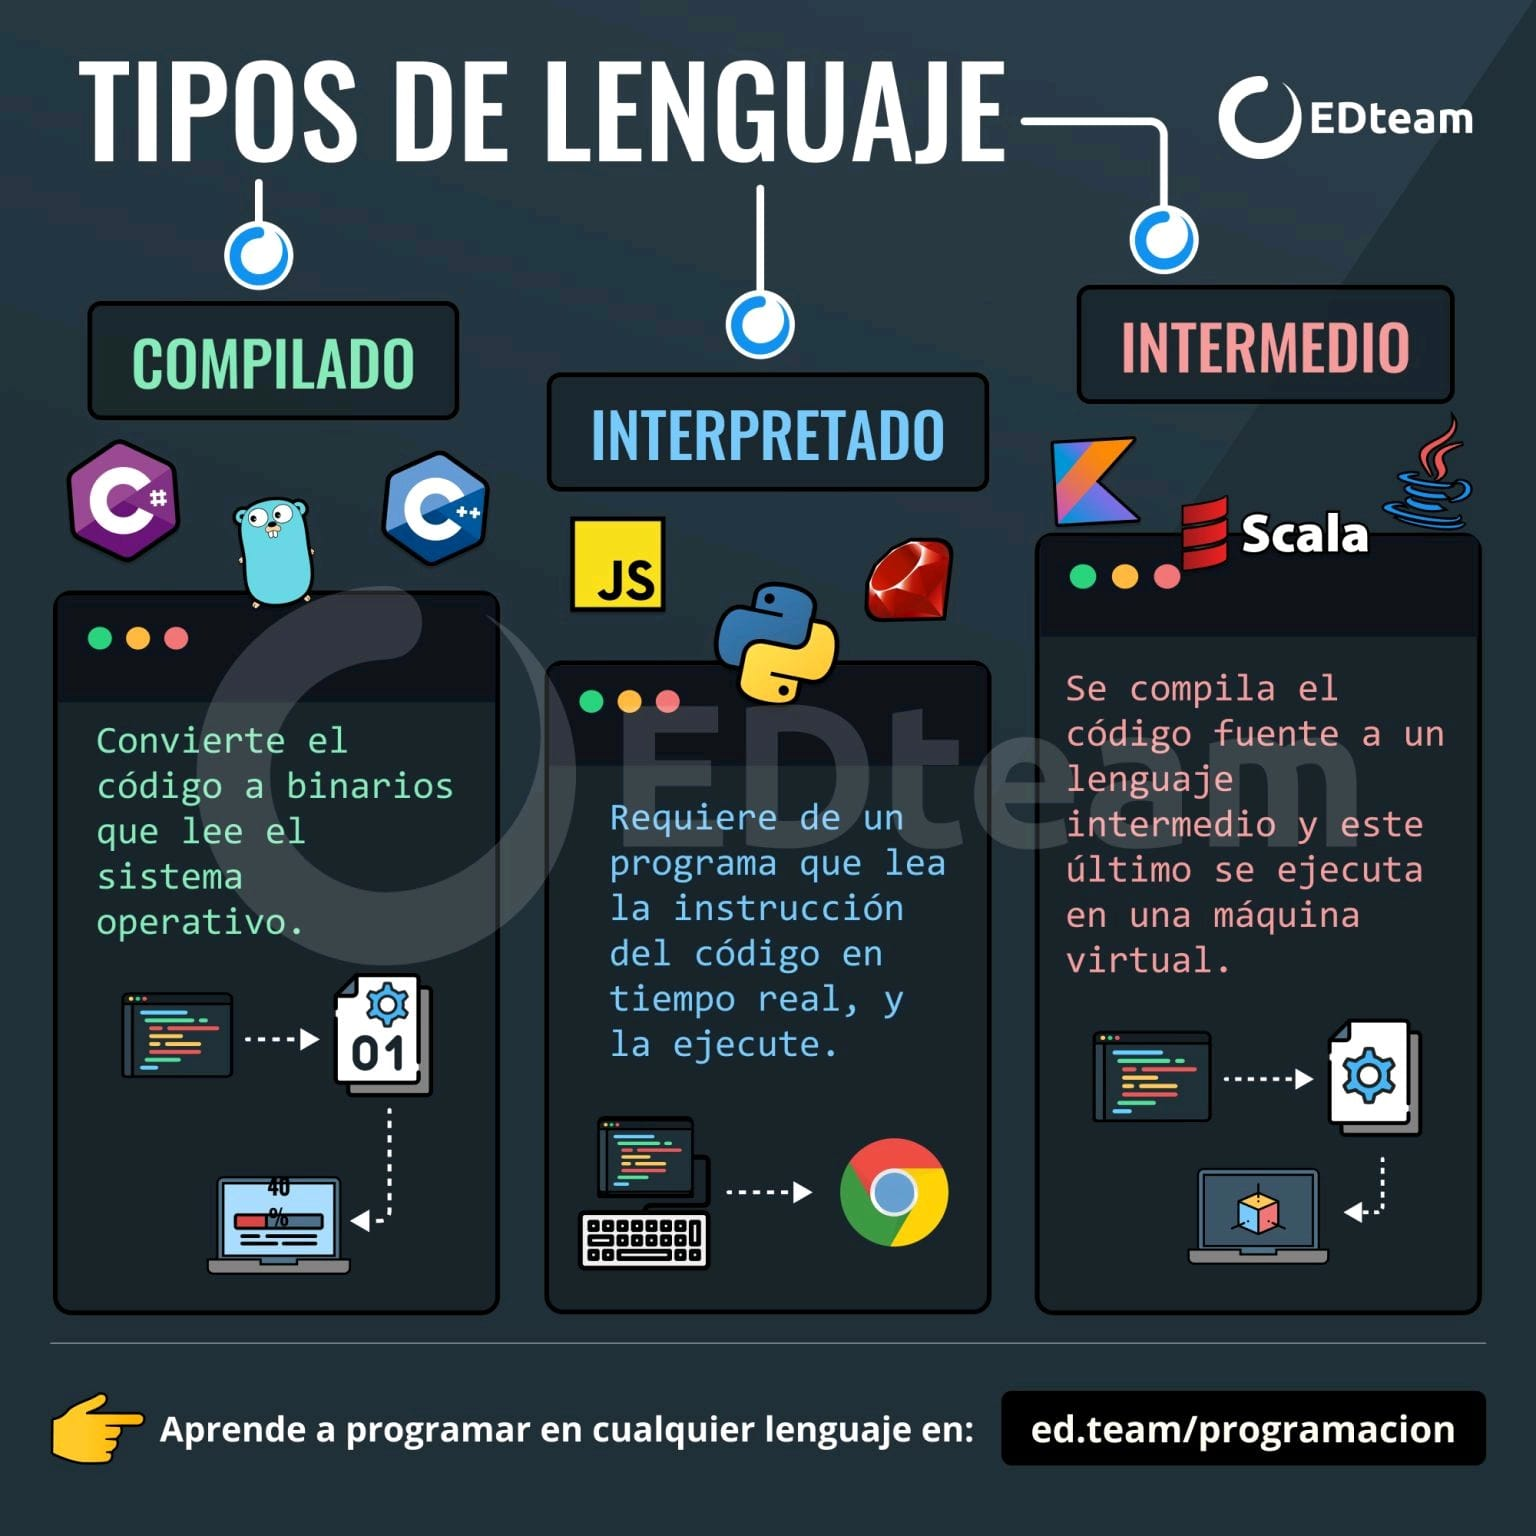 TIPOS DE LENGUAJE
EDteam
COMPILADO
INTERPRETADO
INTERMEDIO
C#
C++
JS
Scala
Convierte el
código a binarios
que lee el
sistema
operativo.
01
40
%
Requiere de un
programa que lea
la instrucción
del código en
tiempo real, y
la ejecute.
Se compila el
código fuente a un
lenguaje
intermedio y este
último se ejecuta
en una máquina
virtual.
EDteam
Aprende a programar en cualquier lenguaje en:
ed.team/programacion